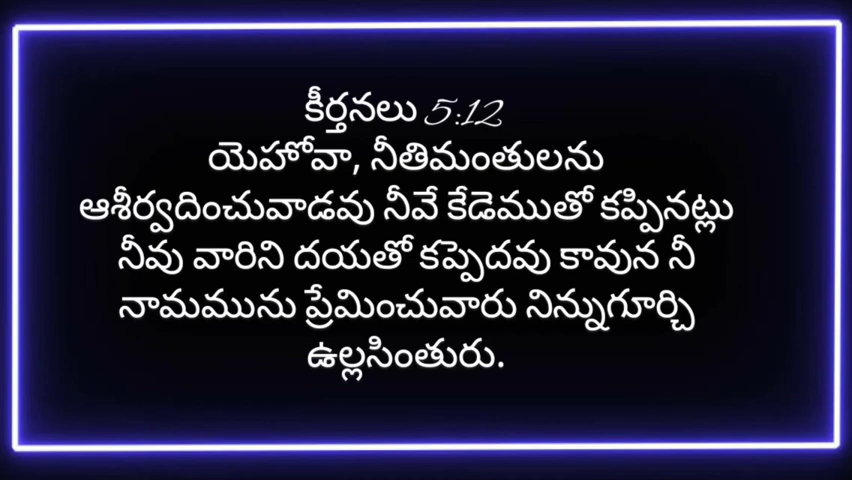 కీర్తనలు 5:12
యెహోవా, నీతిమంతులను
ఆశీర్వదించువాడవు నీవే కేడెముతో కప్పినట్లు
నీవు వారిని దయతో కప్పెదవు కావున నీ
నామమును ప్రేమించువారు నిన్నుగూర్చి
ఉల్లసింతురు.